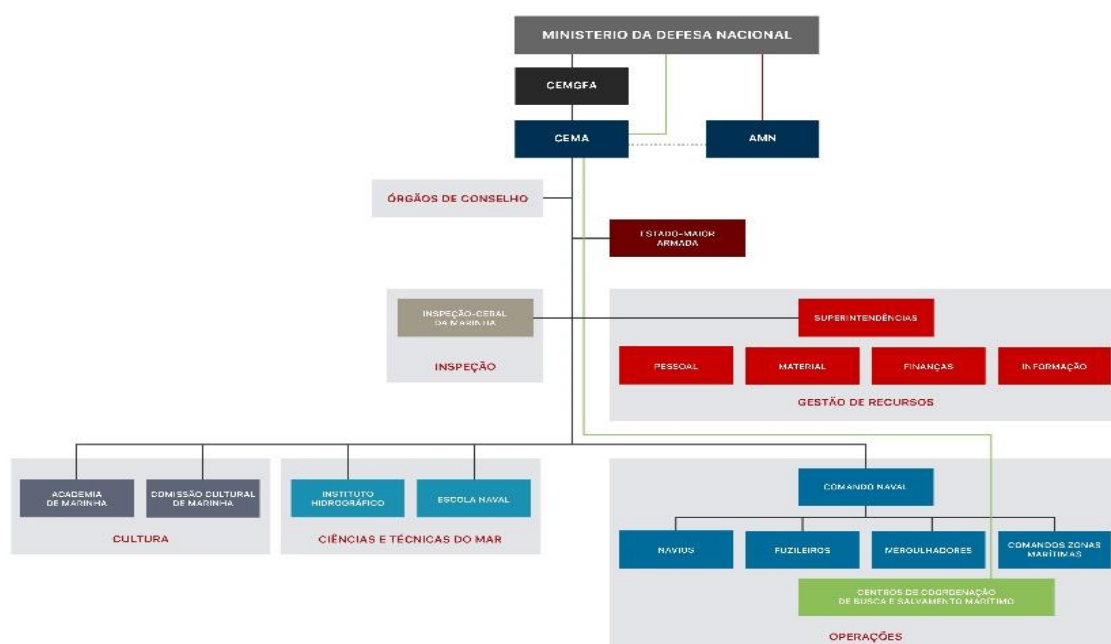 MINISTERIO DA DEFESA NACIONAL
CEMGFA
CEMA
AMN
ÓRGÃOS DE CONSELHO
ESTADO-MAIOR
ARMADA
INSPEÇÃO-GERAL
DA MARINHA
INSPEÇÃO
SUPERINTENDÊNCIAS
PESSOAL
MATERIAL
FINANÇAS
INFORMAÇÃO
GESTÃO DE RECURSOS
ACADEMIA
DE MARINHA
COMISSÃO CULTURAL
DE MARINHA
CULTURA
INSTITUTO
HIDROGRÁFICO
ESCOLA NAVAL
CIÊNCIAS E TÉCNICAS DO MAR
COMANDO NAVAL
NAVIOS
FUZILEIROS
MERGULHADORES
COMANDOS ZONAS
MARÍTIMAS
CENTROS DE COORDENAÇÃO
DE BUSCA E SALVAMENTO MARÍTIMO
OPERAÇÕES